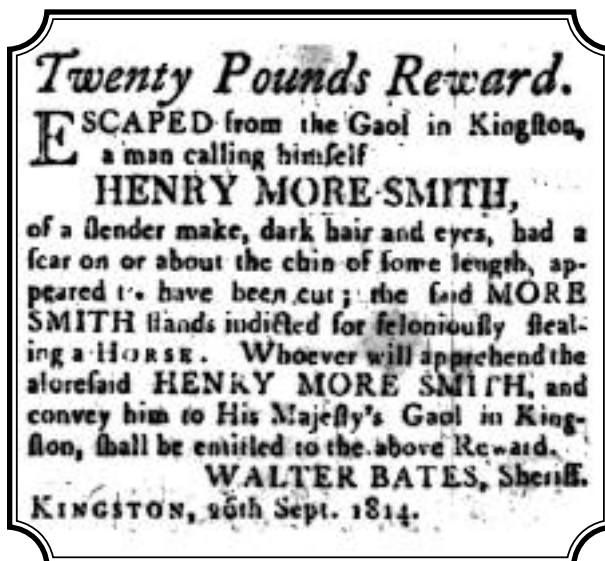 Twenty Pounds Reward.
ESCAPED from the Gaol in Kingſton,
a man calling himſelf
HENRY MORE SMITH,
of a ſlender make, dark hair and eyes, had a
ſcar on or about the chin of ſome length, ap-
peared to have been cut; the ſaid MORE
SMITH ſtands indicted for feloniouſly ſteal-
ing a HORSE. Whoever will apprehend the
aforeſaid HENRY MORE SMITH, and
convey him to His Majeſty's Gaol in King-
ſton, ſhall be entitled to the above Reward.
WALTER BATES, Sheriff.
KINGSTON, 26th Sept. 1814.